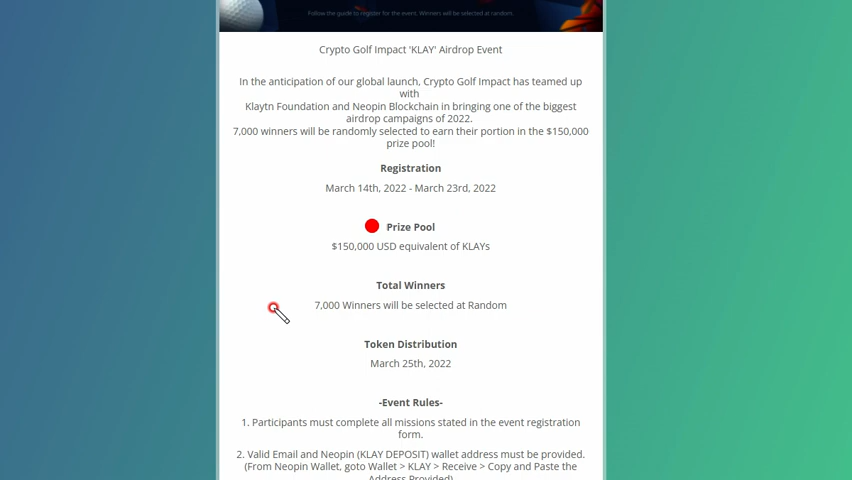 Follow the guide to register for the event. Winners will be selected at random.
Crypto Golf Impact 'KLAY' Airdrop Event
In the anticipation of our global launch, Crypto Golf Impact has teamed up
with
Klaytn Foundation and Neopin Blockchain in bringing one of the biggest
airdrop campaigns of 2022.
7,000 winners will be randomly selected to earn their portion in the $150,000
prize pool!
Registration
March 14th, 2022 - March 23rd, 2022
Prize Pool
$150,000 USD equivalent of KLAYs
Total Winners
7,000 Winners will be selected at Random
Token Distribution
March 25th, 2022
-Event Rules-
1. Participants must complete all missions stated in the event registration
form.
2. Valid Email and Neopin (KLAY DEPOSIT) wallet address must be provided.
(From Neopin Wallet, goto Wallet > KLAY > Receive > Copy and Paste the
Address Provided)